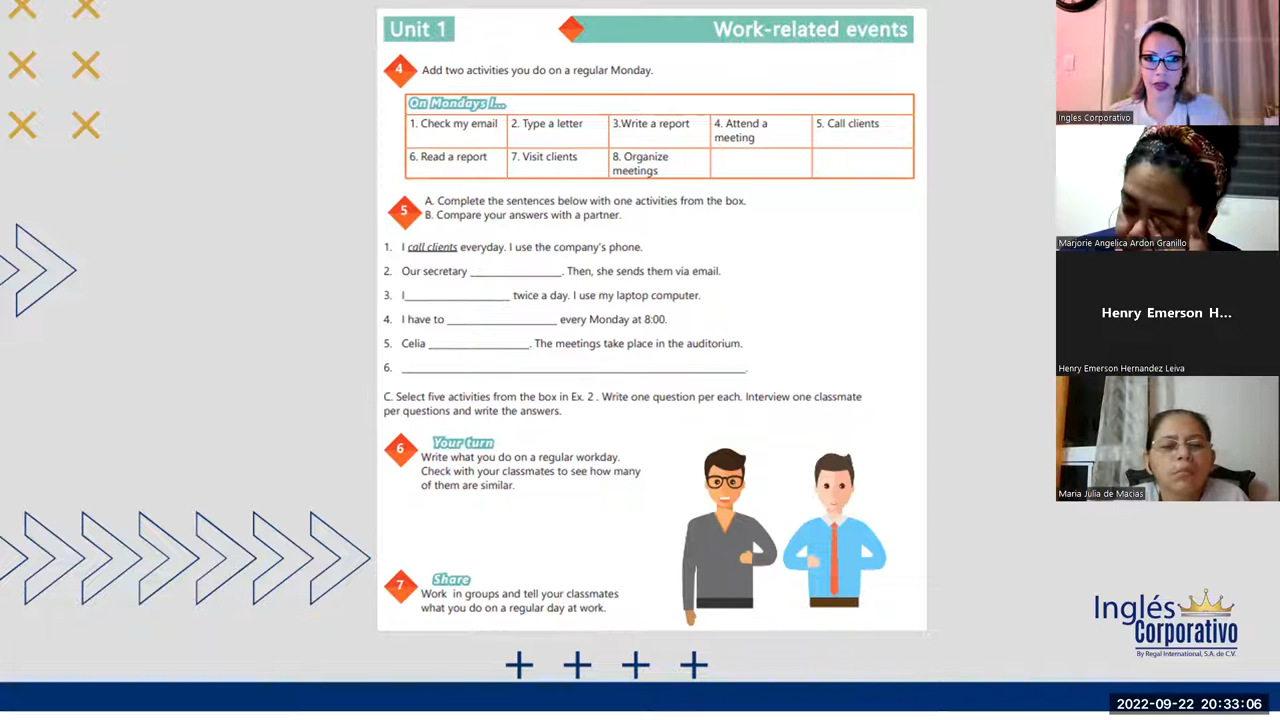 Unit 1
Work-related events
4
Add two activities you do on a regular Monday.
On Mondays I...
1. Check my email
2. Type a letter
3.Write a report
4. Attend a meeting
5. Call clients
6. Read a report
7. Visit clients
8. Organize meetings
5
A. Complete the sentences below with one activities from the box.
B. Compare your answers with a partner.
1. I call clients everyday. I use the company's phone.
2. Our secretary _______________. Then, she sends them via email.
3. I_________________ twice a day. I use my laptop computer.
4. I have to __________________ every Monday at 8:00.
5. Celia ________________. The meetings take place in the auditorium.
6. ________________________________________________________.
C. Select five activities from the box in Ex. 2 . Write one question per each. Interview one classmate
per questions and write the answers.
6
Your turn
Write what you do on a regular workday.
Check with your classmates to see how many
of them are similar.
7
Share
Work in groups and tell your classmates
what you do on a regular day at work.
Ingles Corporativo
Marjorie Angelica Ardon Granillo
Henry Emerson H...
Henry Emerson Hernandez Leiva
Maria Julia de Macias
Inglés
Corporativo
By Regal International, S.A. de C.V.
2022-09-22 20:33:06